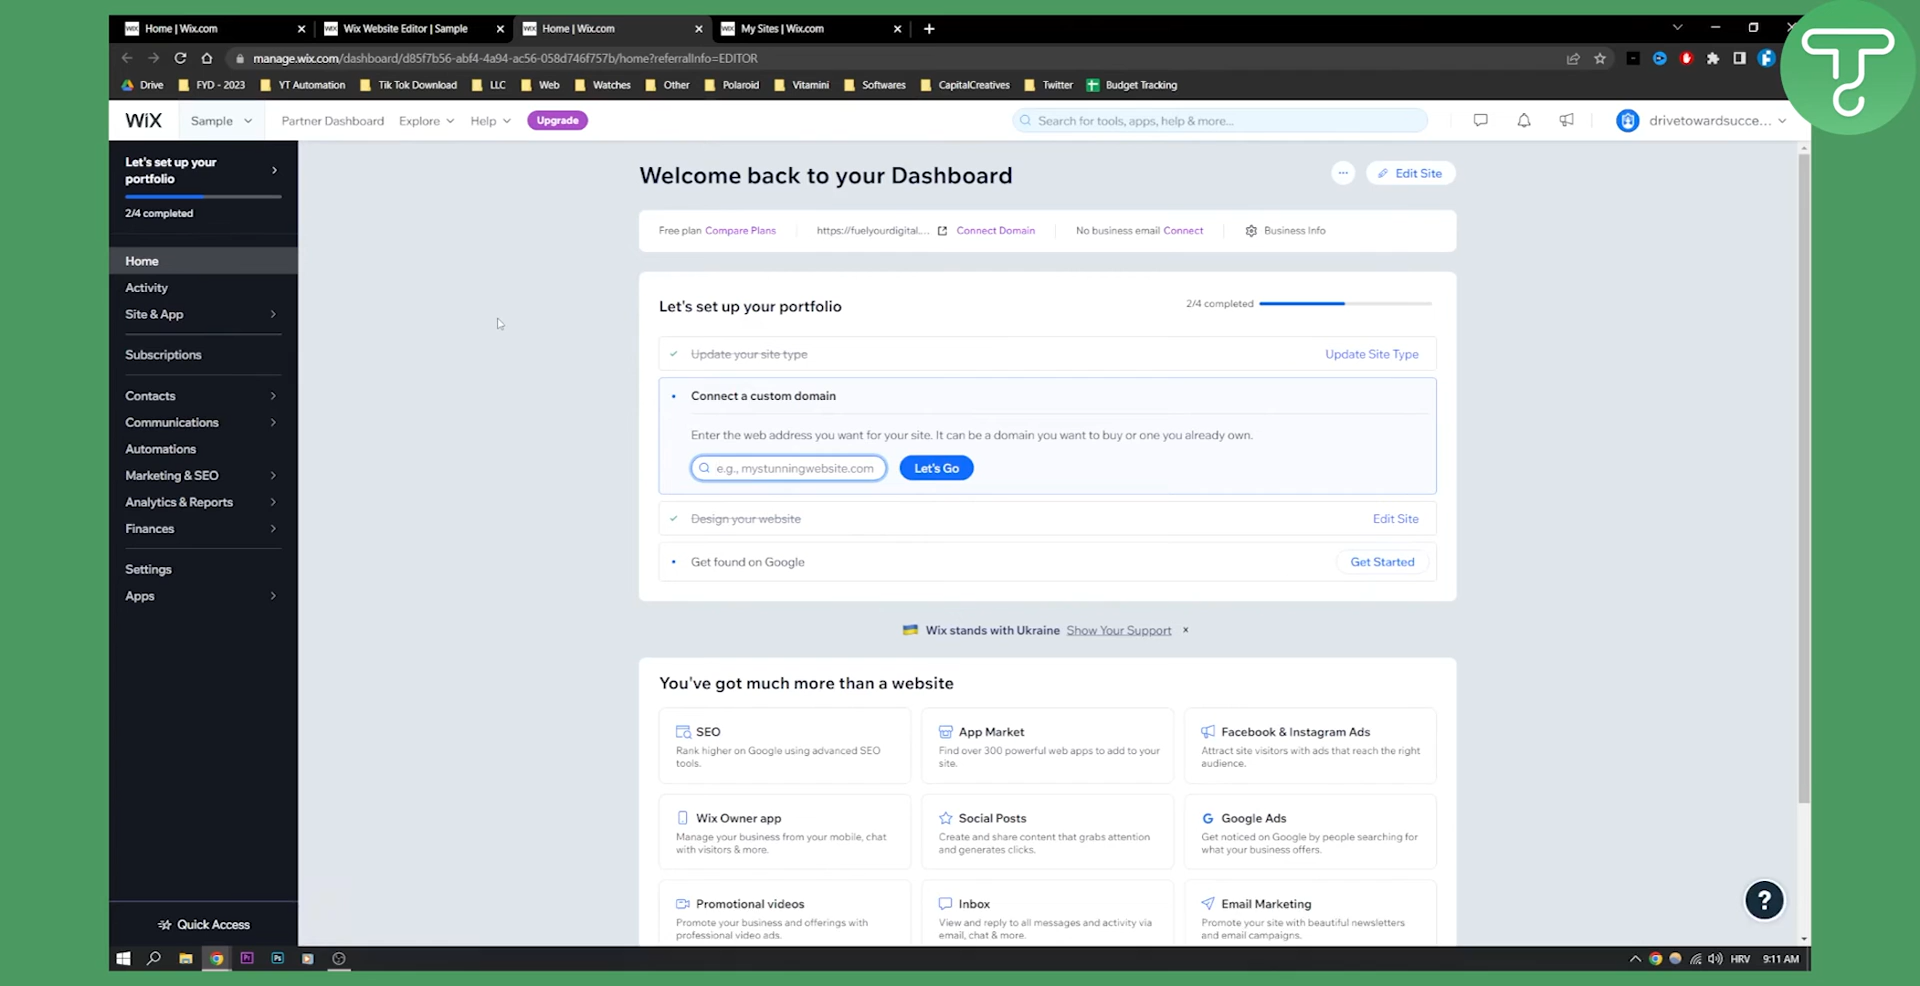 Home | Wix.com
Wix Website Editor | Sample
Home | Wix.com
My Sites | Wix.com
manage.wix.com/dashboard/d85f7b56-abf4-4a94-ac56-058d746f757b/home?referralInfo=EDITOR
Drive
FYD - 2023
YT Automation
Tik Tok Download
LLC
Web
Watches
Other
Polaroid
Vitamini
Softwares
CapitalCreatives
Twitter
Budget Tracking
WiX
Sample
Partner Dashboard
Explore
Help
Upgrade
Search for tools, apps, help & more...
drivetowardsucce...
Let's set up your
portfolio
2/4 completed
Home
Activity
Site & App
Subscriptions
Contacts
Communications
Automations
Marketing & SEO
Analytics & Reports
Finances
Settings
Apps
Quick Access
Welcome back to your Dashboard
Edit Site
Free plan Compare Plans
https://fuelyourdigital.... Connect Domain
No business email Connect
Business Info
Let's set up your portfolio
2/4 completed
Update your site type
Update Site Type
Connect a custom domain
Enter the web address you want for your site. It can be a domain you want to buy or one you already own.
e.g., mystunningwebsite.com
Let's Go
Design your website
Edit Site
Get found on Google
Get Started
Wix stands with Ukraine Show Your Support ×
You've got much more than a website
SEO
Rank higher on Google using advanced SEO
tools.
App Market
Find over 300 powerful web apps to add to your
site.
Facebook & Instagram Ads
Attract site visitors with ads that reach the right
audience.
Wix Owner app
Manage your business from your mobile, chat
with visitors & more.
Social Posts
Create and share content that grabs attention
and generates clicks.
Google Ads
Get noticed on Google by people searching for
what your business offers.
Promotional videos
Promote your business and offerings with
professional video ads.
Inbox
View and reply to all messages and activity via
email, chat & more.
Email Marketing
Promote your site with beautiful newsletters
and email campaigns.
?
Pr
Ps
HRV
9:11 AM